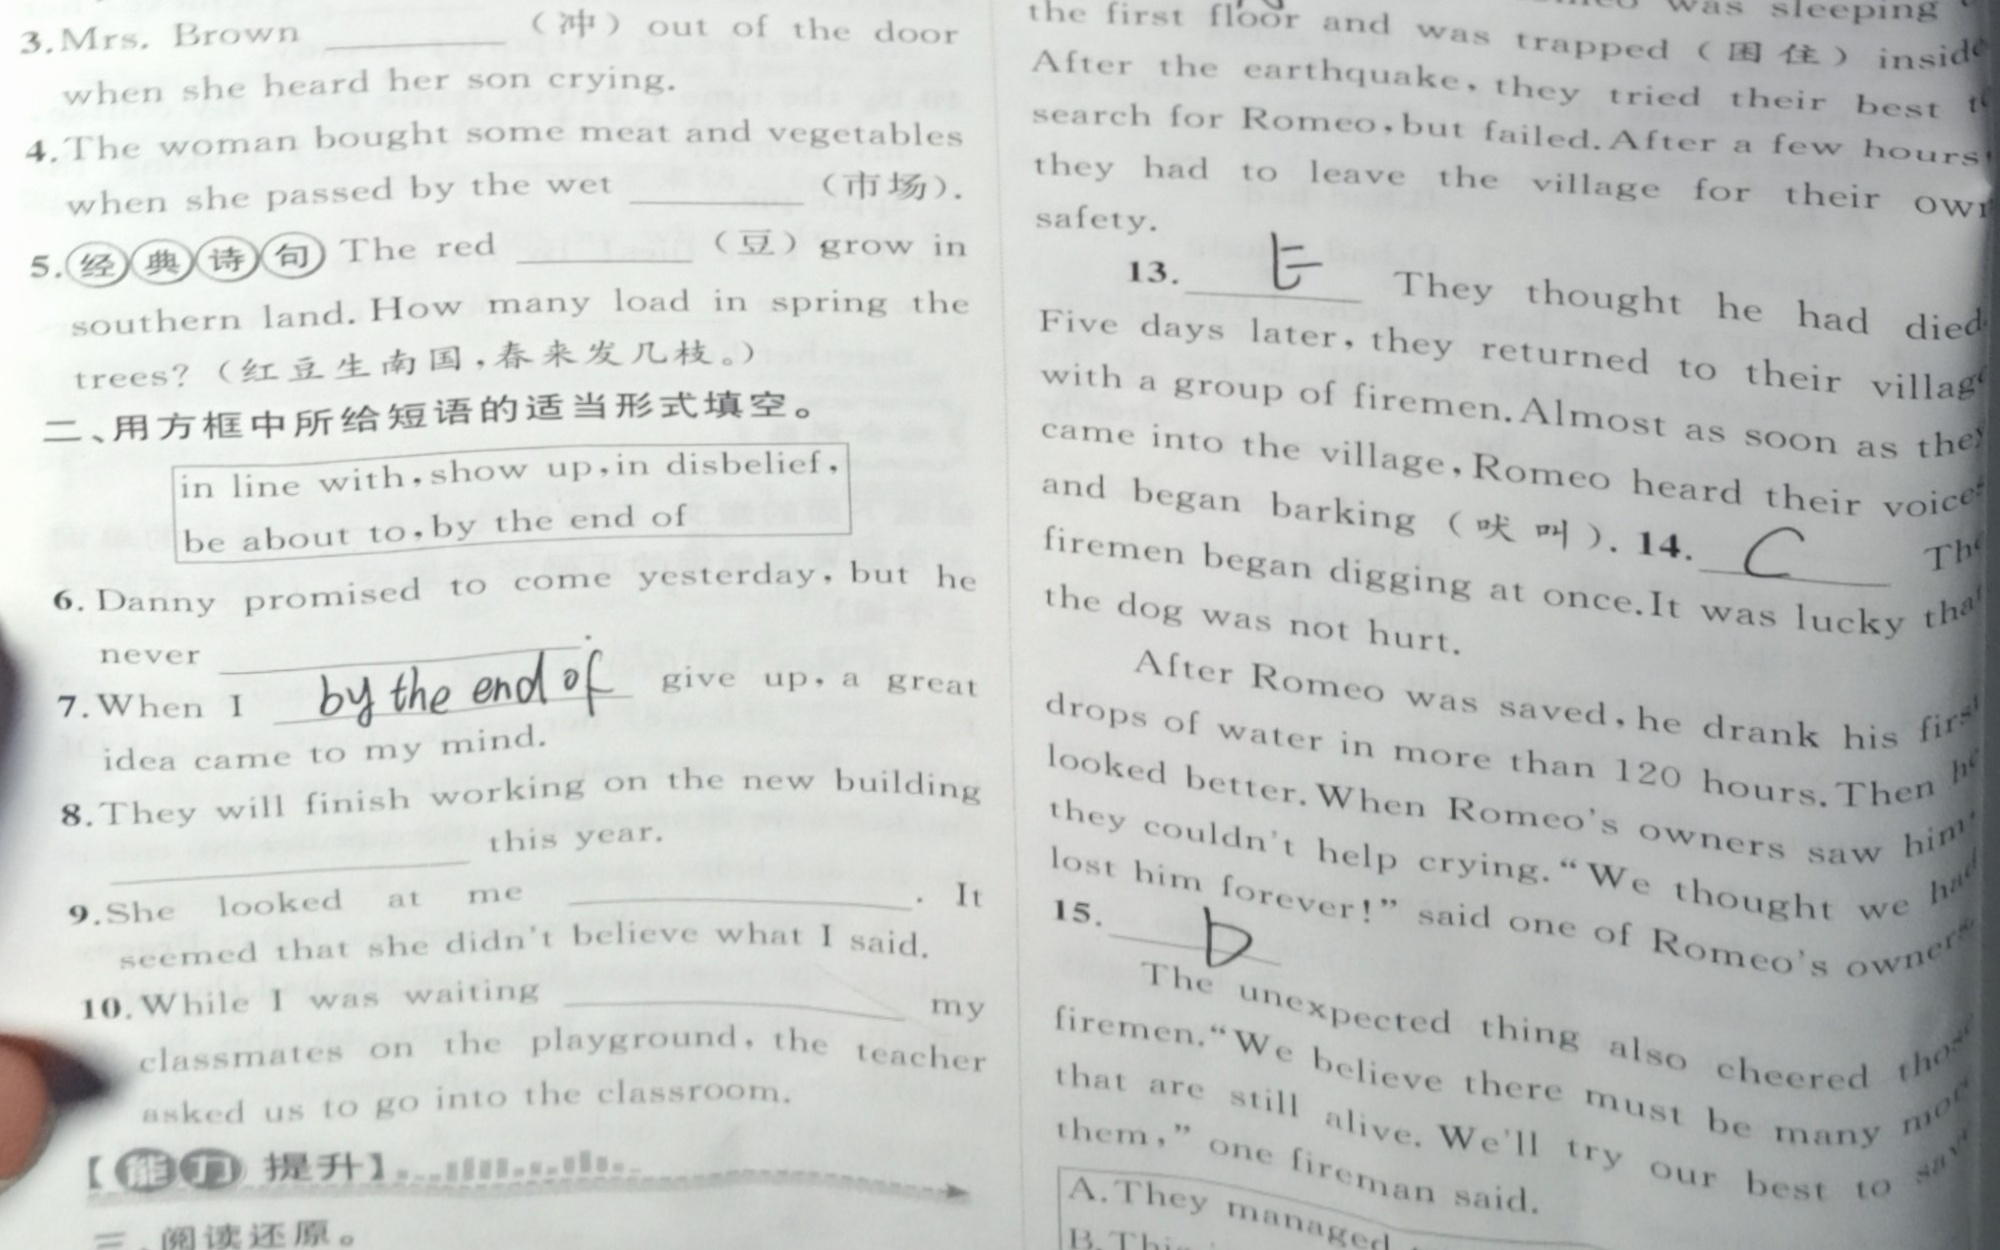 3. Mrs. Brown ________ (冲) out of the door
when she heard her son crying.
4. The woman bought some meat and vegetables
when she passed by the wet ________ (市场).
5. 经典诗句 The red ________ (豆) grow in
southern land. How many load in spring the
trees? (红豆生南国,春来发几枝。)
二、用方框中所给短语的适当形式填空。
in line with, show up, in disbelief,
be about to, by the end of
6. Danny promised to come yesterday, but he
never ________.
7. When I by the end of give up, a great
idea came to my mind.
8. They will finish working on the new building
________ this year.
9. She looked at me ________. It
seemed that she didn't believe what I said.
10. While I was waiting ________ my
classmates on the playground, the teacher
asked us to go into the classroom.
【能力提升】
三、阅读还原。
was sleeping
the first floor and was trapped (困住) inside
After the earthquake, they tried their best
search for Romeo, but failed. After a few hours
they had to leave the village for their own
safety.
13. E They thought he had died
Five days later, they returned to their village
with a group of firemen. Almost as soon as they
came into the village, Romeo heard their voice
and began barking (吠叫). 14. C The
firemen began digging at once. It was lucky that
the dog was not hurt.
After Romeo was saved, he drank his first
drops of water in more than 120 hours. Then he
looked better. When Romeo's owners saw him,
they couldn't help crying. "We thought we had
lost him forever!" said one of Romeo's owners
15. D
The unexpected thing also cheered those
firemen. "We believe there must be many more
that are still alive. We'll try our best to save
them," one fireman said.
A. They managed
B.